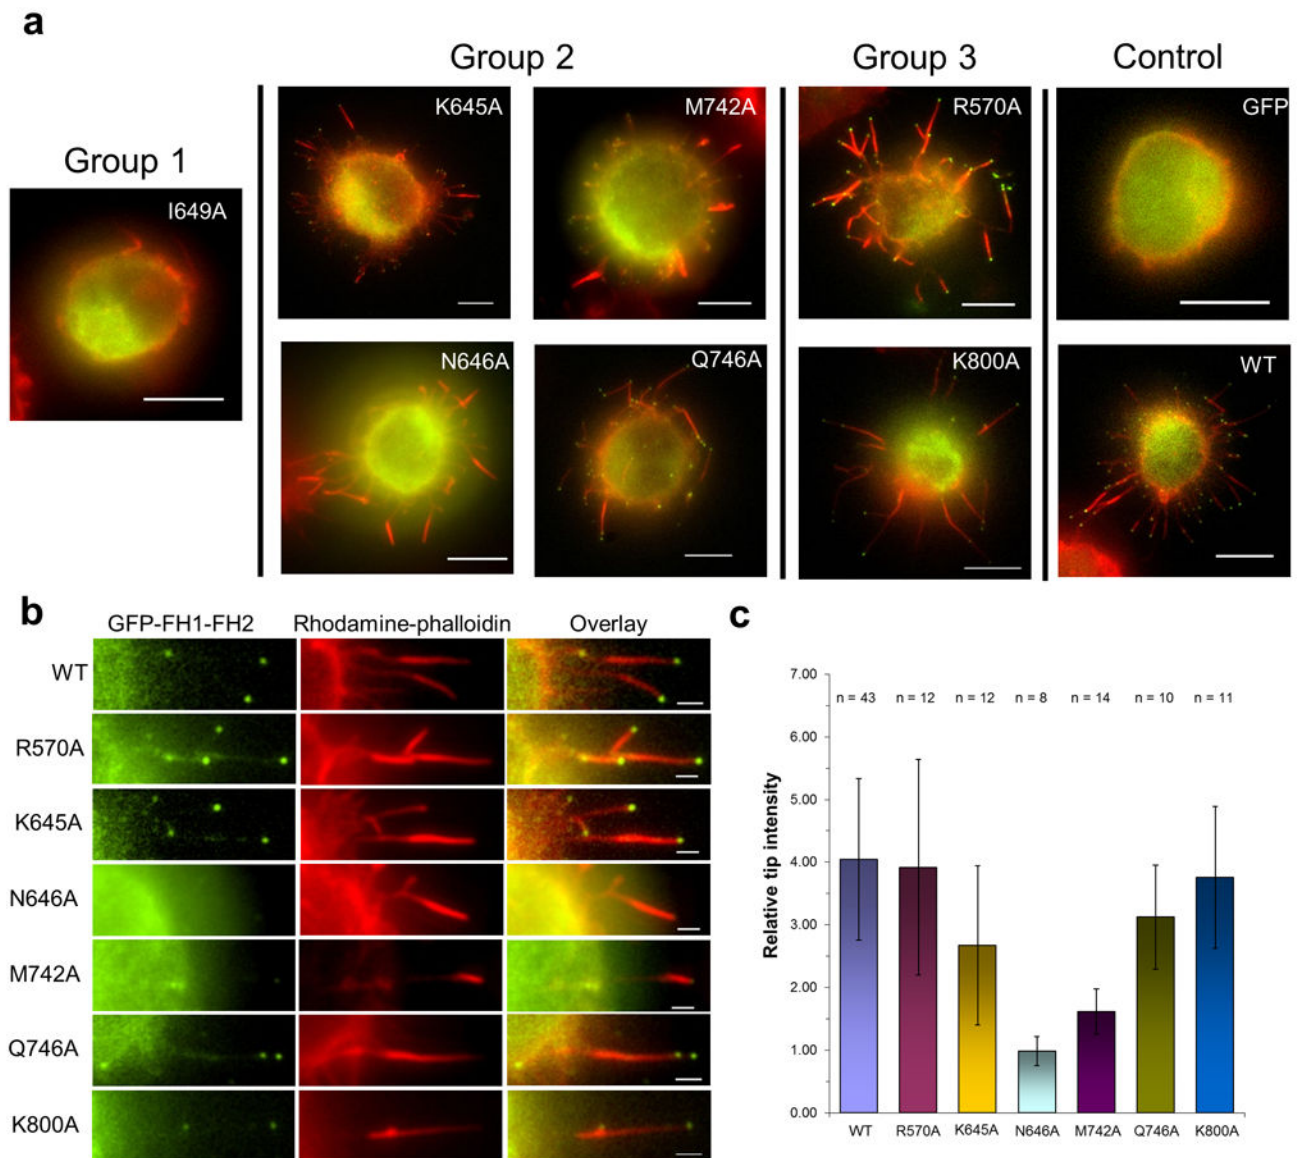 a
Group 2
Group 3
Control
Group 1
I649A
K645A
M742A
R570A
GFP
N646A
Q746A
K800A
WT
b
GFP-FH1-FH2
Rhodamine-phalloidin
Overlay
WT
R570A
K645A
N646A
M742A
Q746A
K800A
c
Relative tip intensity
7.00
6.00
5.00
4.00
3.00
2.00
1.00
0.00
n = 43 n = 12 n = 12 n = 8 n = 14 n = 10 n = 11
WT R570A K645A N646A M742A Q746A K800A